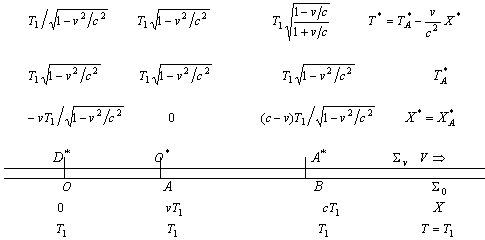 T₁/√(1−v²/c²) T₁√(1−v²/c²) T₁√((1−v/c)/(1+v/c)) T* = T*_A − (v/c²) X*
T₁√(1−v²/c²) T₁√(1−v²/c²) T₁√(1−v²/c²) T*_A
−vT₁/√(1−v²/c²) 0 (c−v)T₁/√(1−v²/c²) X* = X*_A
D* O* A* Σ_v V ⇒
O A B Σ₀
0 vT₁ cT₁ X
T₁ T₁ T₁ T = T₁